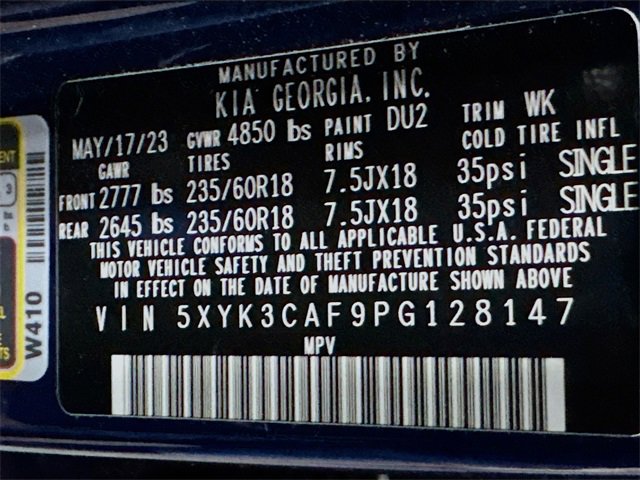 MANUFACTURED BY
KIA GEORGIA, INC.
MAY/17/23 GVWR 4850 lbs PAINT DU2 TRIM WK
GAWR TIRES RIMS COLD TIRE INFL
FRONT 2777 lbs 235/60R18 7.5JX18 35psi SINGLE
REAR 2645 lbs 235/60R18 7.5JX18 35psi SINGLE
THIS VEHICLE CONFORMS TO ALL APPLICABLE U.S.A. FEDERAL
MOTOR VEHICLE SAFETY AND THEFT PREVENTION STANDARDS
IN EFFECT ON THE DATE OF MANUFACTURE SHOWN ABOVE
VIN 5XYK3CAF9PG128147
MPV
W410
3